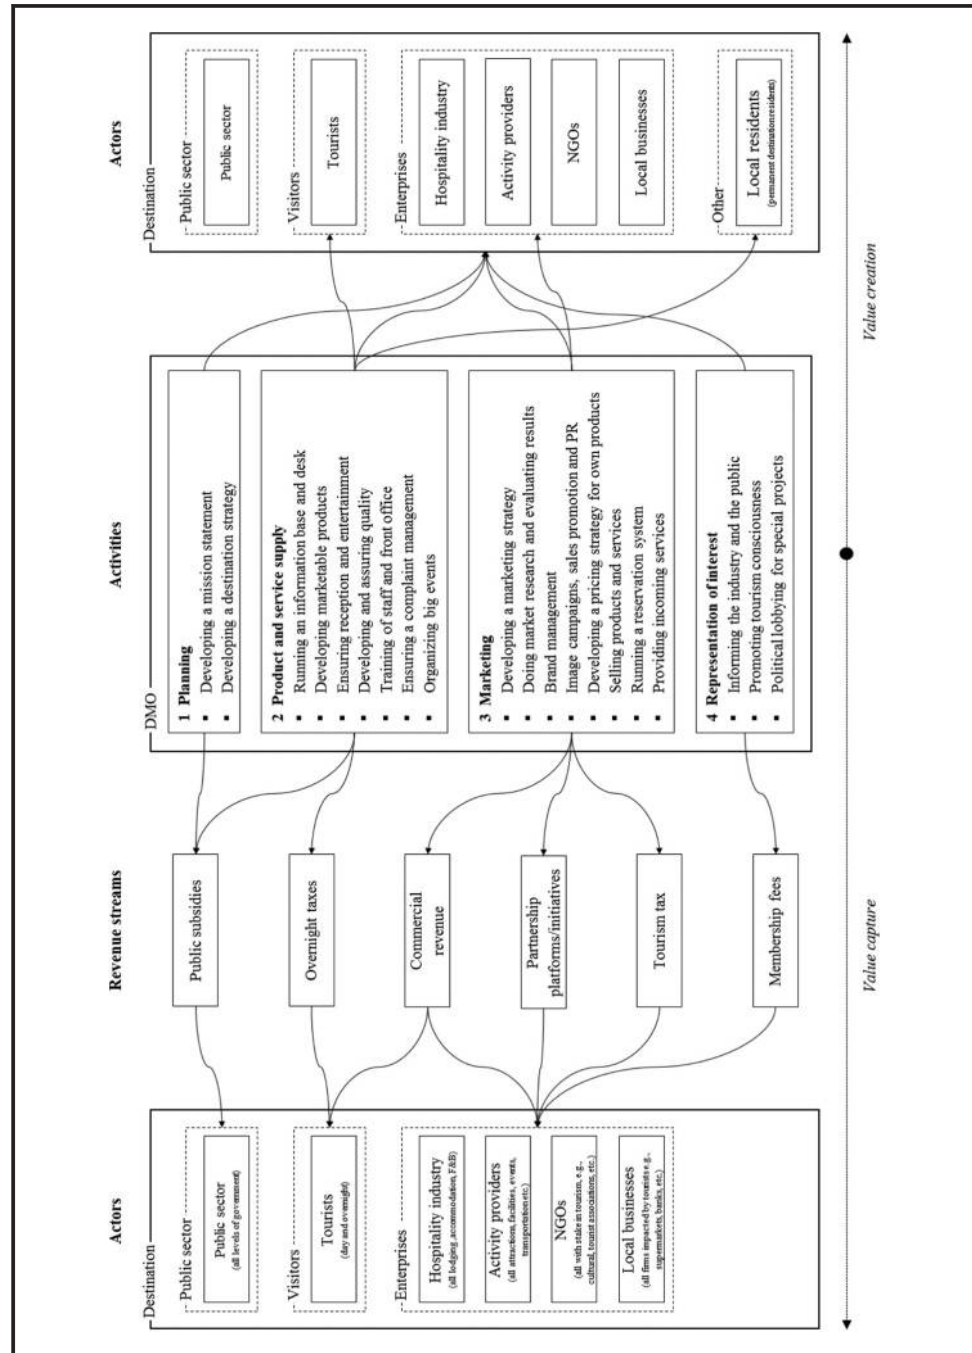 Actors
Destination
Public sector
Public sector
(all levels of government)
Visitors
Tourists
(day and overnight)
Enterprises
Hospitality industry
(all lodging, accommodation, F&B)
Activity providers
(all attractions, facilities, events,
transportation etc.)
NGOs
(all with stake in tourism, e.g.,
cultural, tourist associations, etc.)
Local businesses
(all firms impacted by tourists e.g.,
supermarkets, banks, etc.)
Revenue streams
Public subsidies
Overnight taxes
Commercial
revenue
Partnership
platforms/initiatives
Tourism tax
Membership fees
Activities
DMO
1 Planning
▪ Developing a mission statement
▪ Developing a destination strategy
2 Product and service supply
▪ Running an information base and desk
▪ Developing marketable products
▪ Ensuring reception and entertainment
▪ Developing and assuring quality
▪ Training of staff and front office
▪ Ensuring a complaint management
▪ Organizing big events
3 Marketing
▪ Developing a marketing strategy
▪ Doing market research and evaluating results
▪ Brand management
▪ Image campaigns, sales promotion and PR
▪ Developing a pricing strategy for own products
▪ Selling products and services
▪ Running a reservation system
▪ Providing incoming services
4 Representation of interest
▪ Informing the industry and the public
▪ Promoting tourism consciousness
▪ Political lobbying for special projects
Actors
Destination
Public sector
Public sector
Visitors
Tourists
Enterprises
Hospitality industry
Activity providers
NGOs
Local businesses
Other
Local residents
(permanent destination residents)
Value capture
Value creation